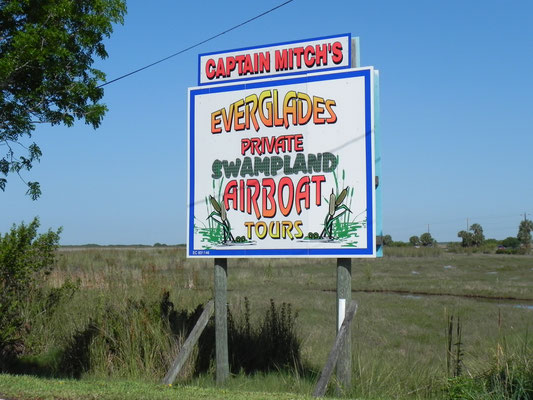 CAPTAIN MITCH'S
EVERGLADES
PRIVATE
SWAMPLAND
AIRBOAT
TOURS